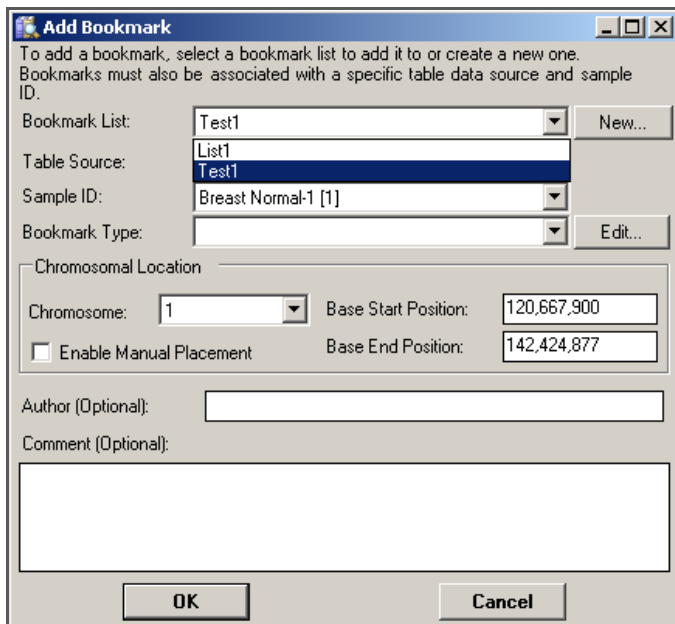 Add Bookmark
To add a bookmark, select a bookmark list to add it to or create a new one.
Bookmarks must also be associated with a specific table data source and sample
ID.
Bookmark List: Test1 New...
List1
Table Source: Test1
Sample ID: Breast Normal-1 [1]
Bookmark Type: Edit...
Chromosomal Location
Chromosome: 1 Base Start Position: 120,667,900
Enable Manual Placement Base End Position: 142,424,877
Author (Optional):
Comment (Optional):
OK Cancel